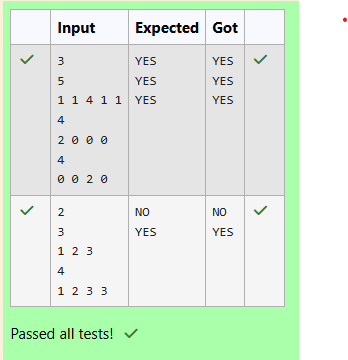 Input Expected Got
3 YES YES
5 YES YES
1 1 4 1 1 YES YES
4
2 0 0 0
4
0 0 2 0
2 NO NO
3 YES YES
1 2 3
4
1 2 3 3
Passed all tests!